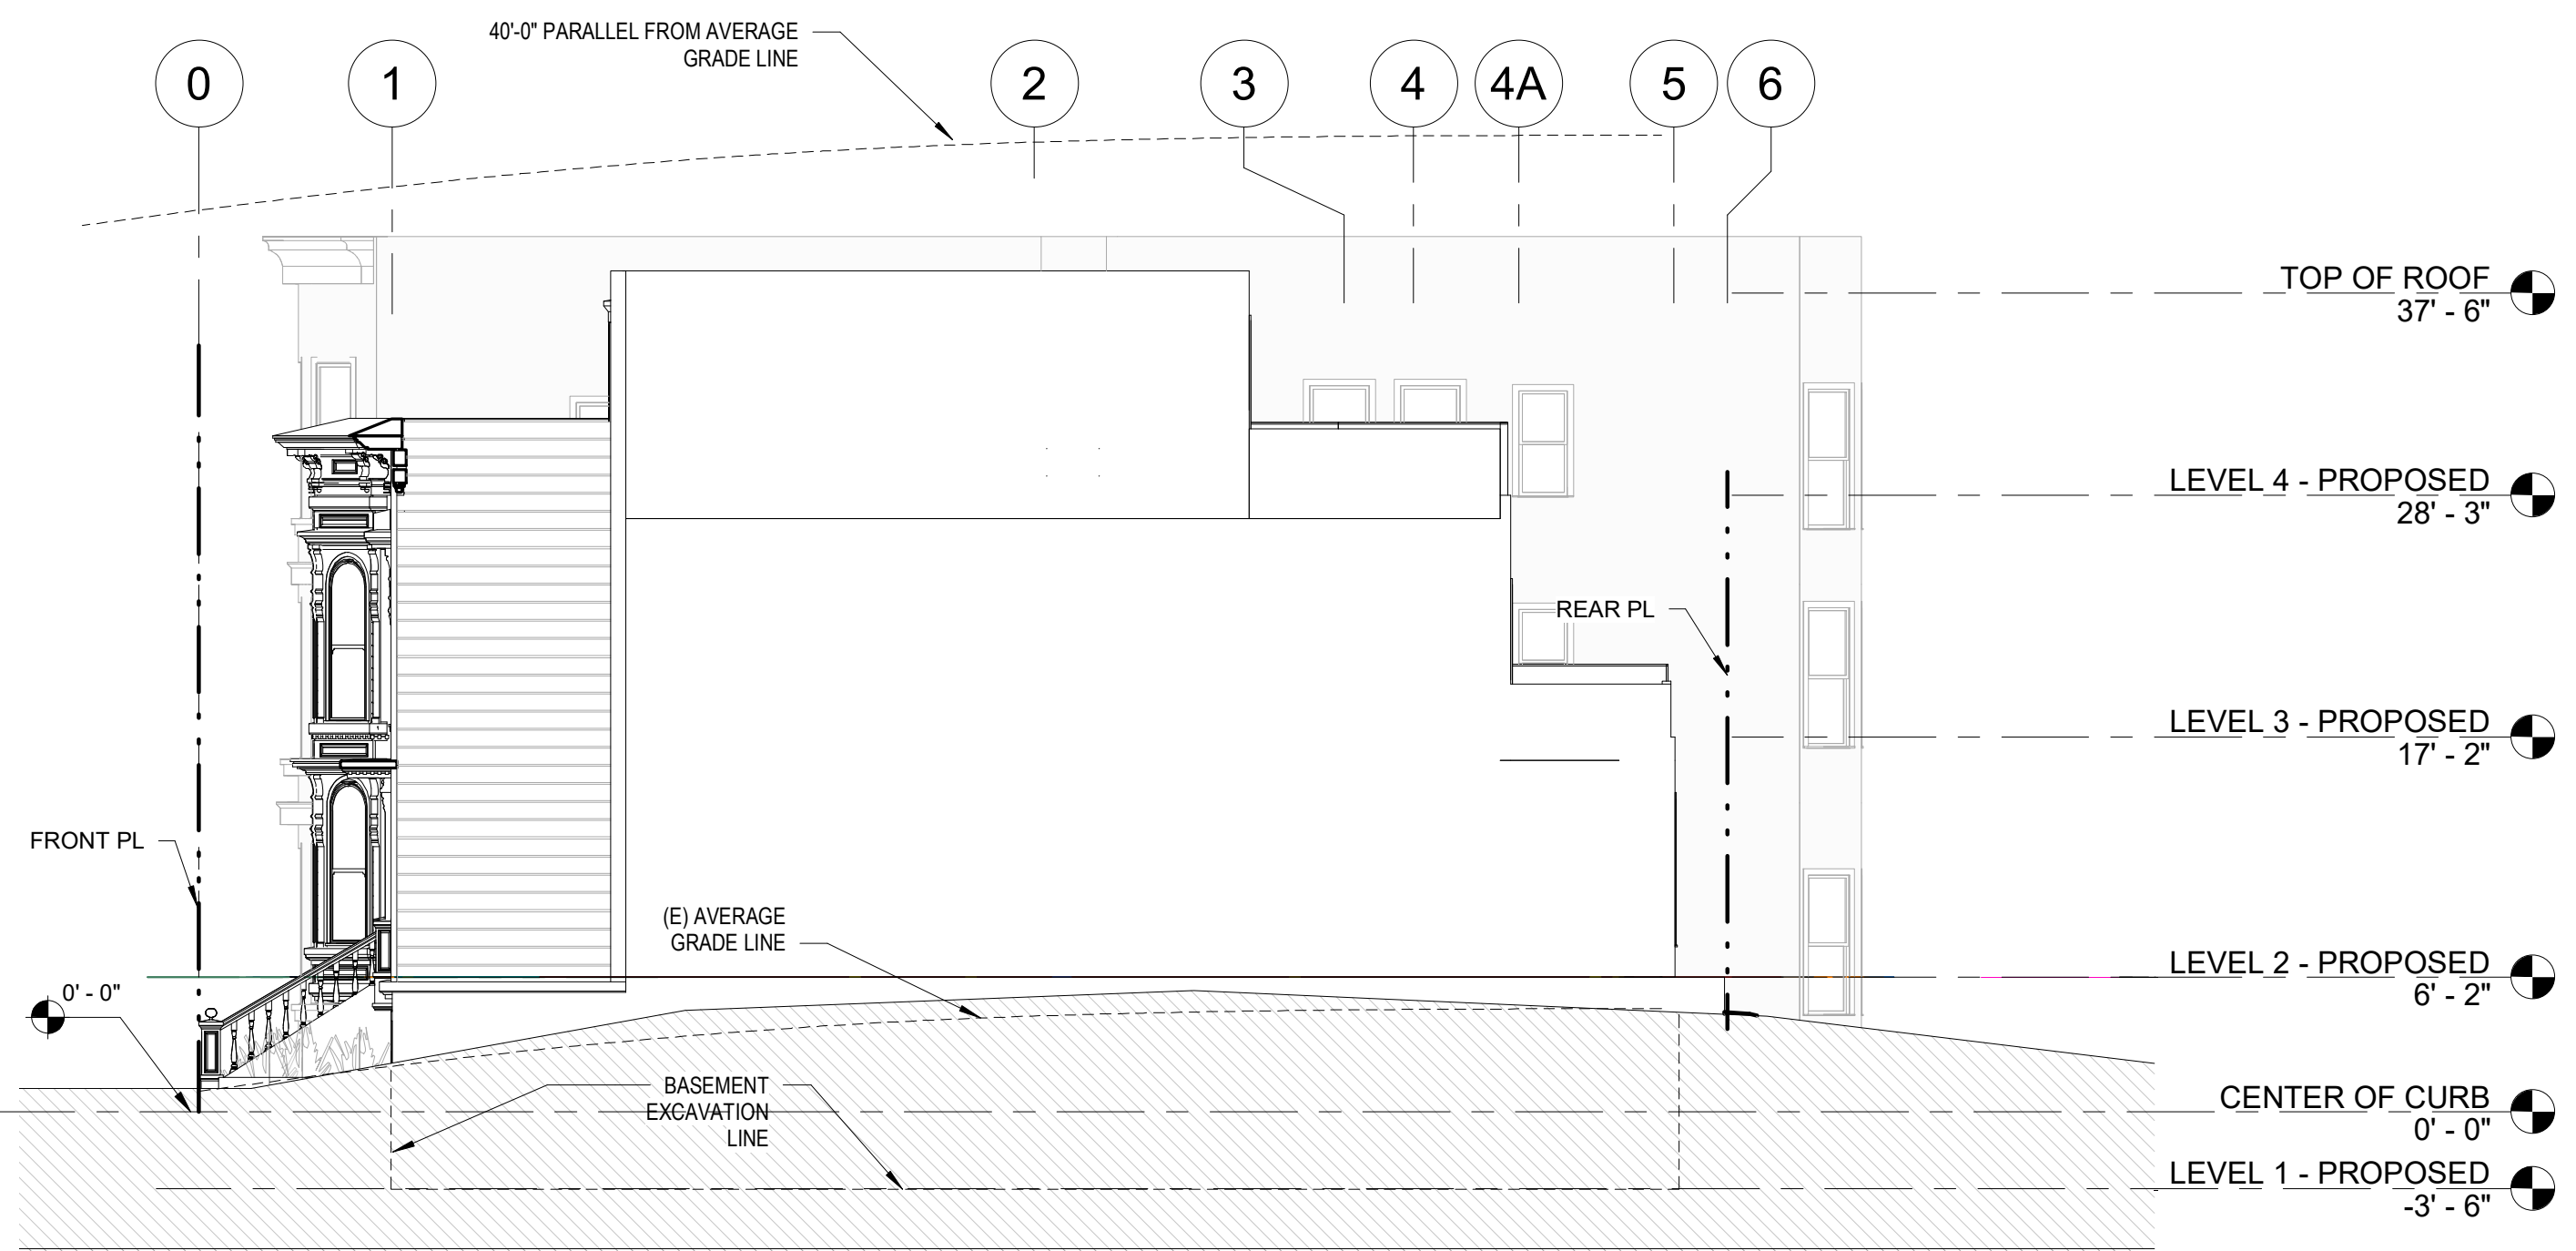 40'-0" PARALLEL FROM AVERAGE
GRADE LINE
0
1
2
3
4
4A
5
6
TOP OF ROOF
37' - 6"
LEVEL 4 - PROPOSED
28' - 3"
REAR PL
LEVEL 3 - PROPOSED
17' - 2"
FRONT PL
(E) AVERAGE
GRADE LINE
LEVEL 2 - PROPOSED
6' - 2"
0' - 0"
BASEMENT
EXCAVATION
LINE
CENTER OF CURB
0' - 0"
LEVEL 1 - PROPOSED
-3' - 6"